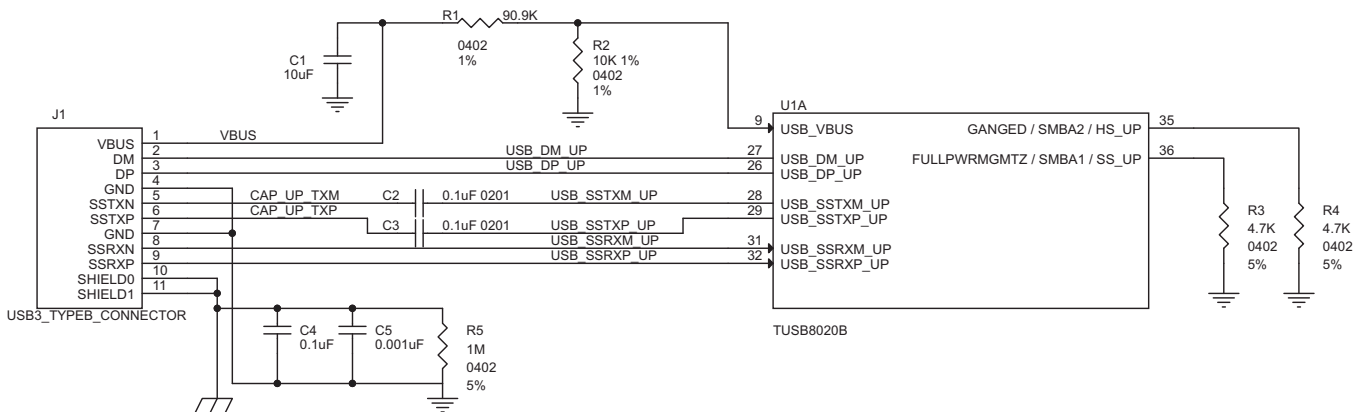 R1 90.9K
0402
1%
C1
10uF
R2
10K 1%
0402
1%
J1
U1A
VBUS 1 VBUS
DM 2 USB_DM_UP
DP 3 USB_DP_UP
GND 4
SSTXN 5 CAP_UP_TXM C2 0.1uF 0201 USB_SSTXM_UP
SSTXP 6 CAP_UP_TXP C3 0.1uF 0201 USB_SSTXP_UP
GND 7
SSRXN 8 USB_SSRXM_UP
SSRXP 9 USB_SSRXP_UP
SHIELD0 10
SHIELD1 11
USB3_TYPEB_CONNECTOR
9 USB_VBUS
27 USB_DM_UP
26 USB_DP_UP
28 USB_SSTXM_UP
29 USB_SSTXP_UP
31 USB_SSRXM_UP
32 USB_SSRXP_UP
GANGED / SMBA2 / HS_UP 35
FULLPWRMGMTZ / SMBA1 / SS_UP 36
TUSB8020B
R3
4.7K
0402
5%
R4
4.7K
0402
5%
C4
0.1uF
C5
0.001uF
R5
1M
0402
5%